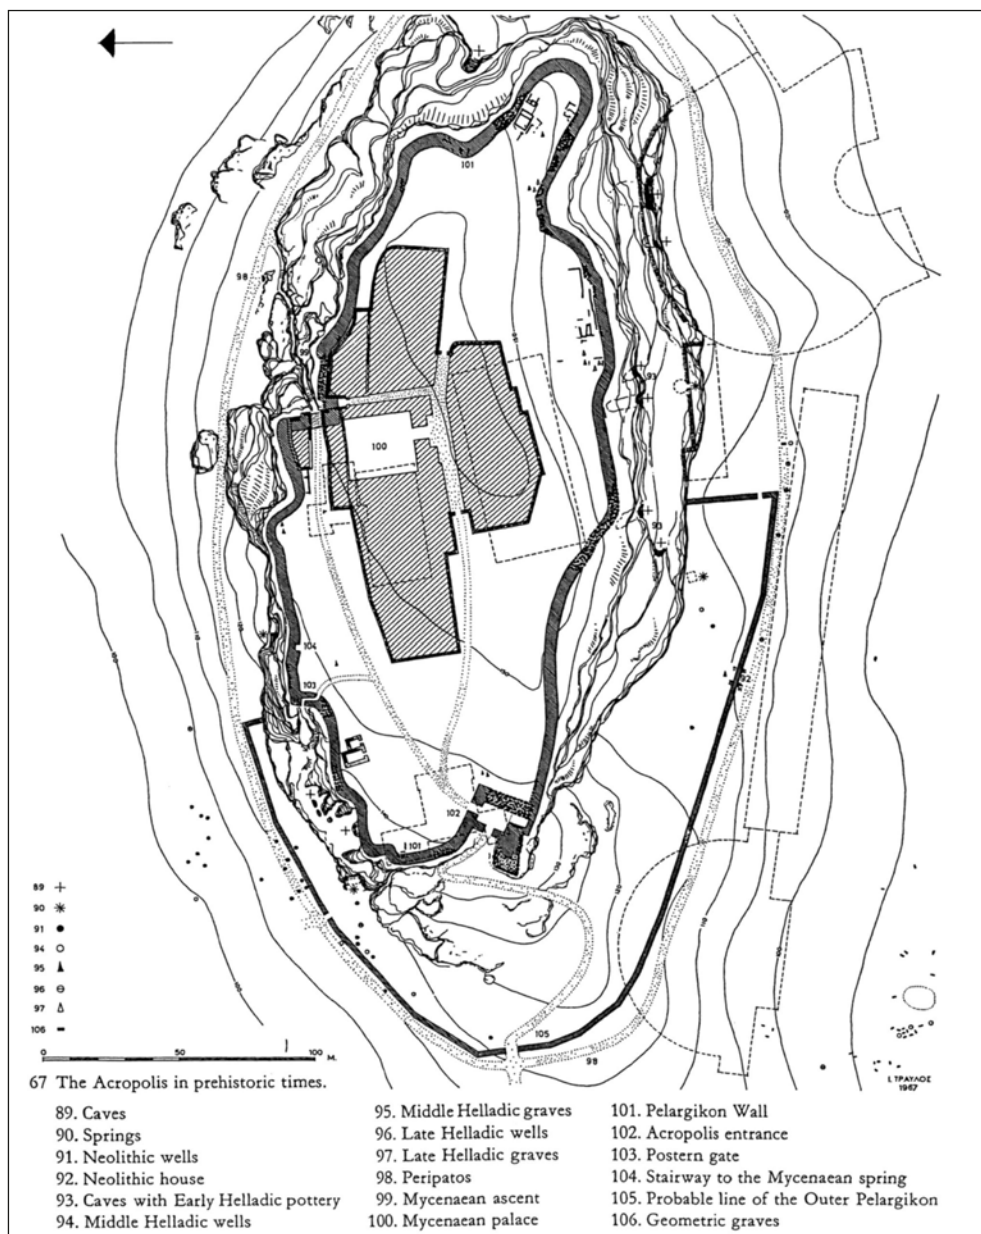 101
98
99
93
100
93
104
103
102
92
101
105
98
89
90
91
94
95
96
97
106
0 50 100 M.
Ι. ΤΡΑΥΛΟΣ
1967
67 The Acropolis in prehistoric times.
89. Caves
90. Springs
91. Neolithic wells
92. Neolithic house
93. Caves with Early Helladic pottery
94. Middle Helladic wells
95. Middle Helladic graves
96. Late Helladic wells
97. Late Helladic graves
98. Peripatos
99. Mycenaean ascent
100. Mycenaean palace
101. Pelargikon Wall
102. Acropolis entrance
103. Postern gate
104. Stairway to the Mycenaean spring
105. Probable line of the Outer Pelargikon
106. Geometric graves